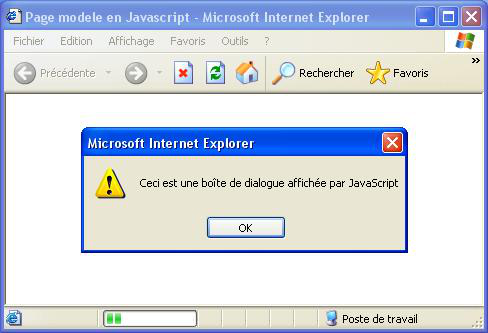 Page modele en Javascript - Microsoft Internet Explorer
Fichier Edition Affichage Favoris Outils ?
Précédente Rechercher Favoris »
Microsoft Internet Explorer
Ceci est une boîte de dialogue affichée par JavaScript
OK
Poste de travail